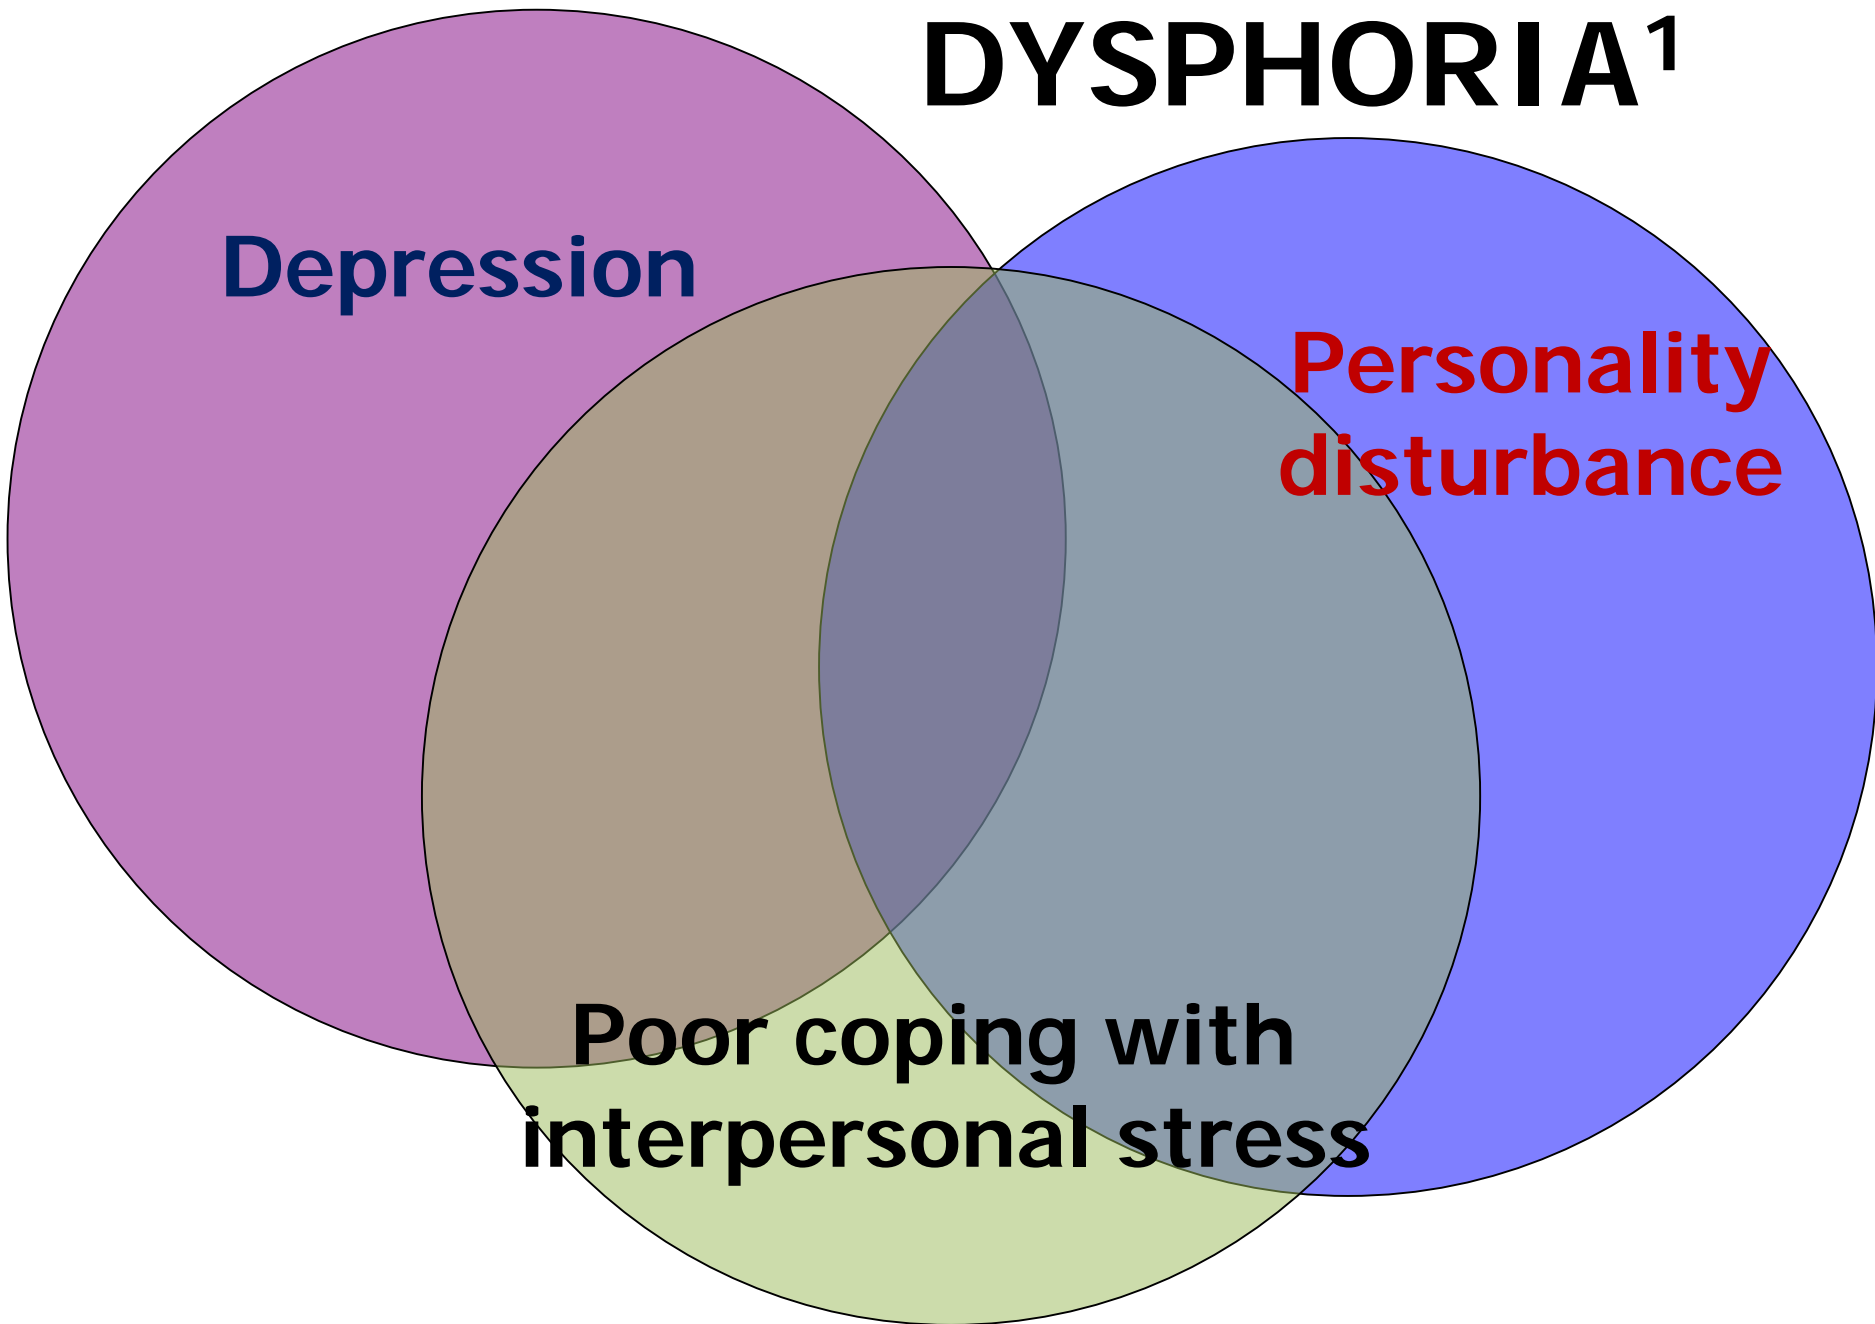 DYSPHORIA¹
Depression
Personality
disturbance
Poor coping with
interpersonal stress